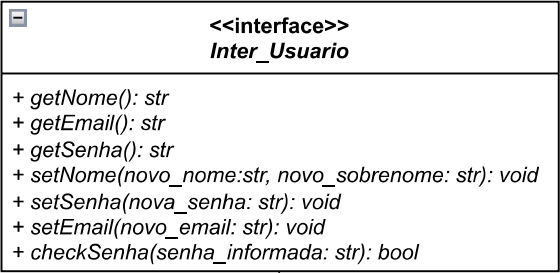 <<interface>>
Inter_Usuario
+ getNome(): str
+ getEmail(): str
+ getSenha(): str
+ setNome(novo_nome:str, novo_sobrenome: str): void
+ setSenha(nova_senha: str): void
+ setEmail(novo_email: str): void
+ checkSenha(senha_informada: str): bool